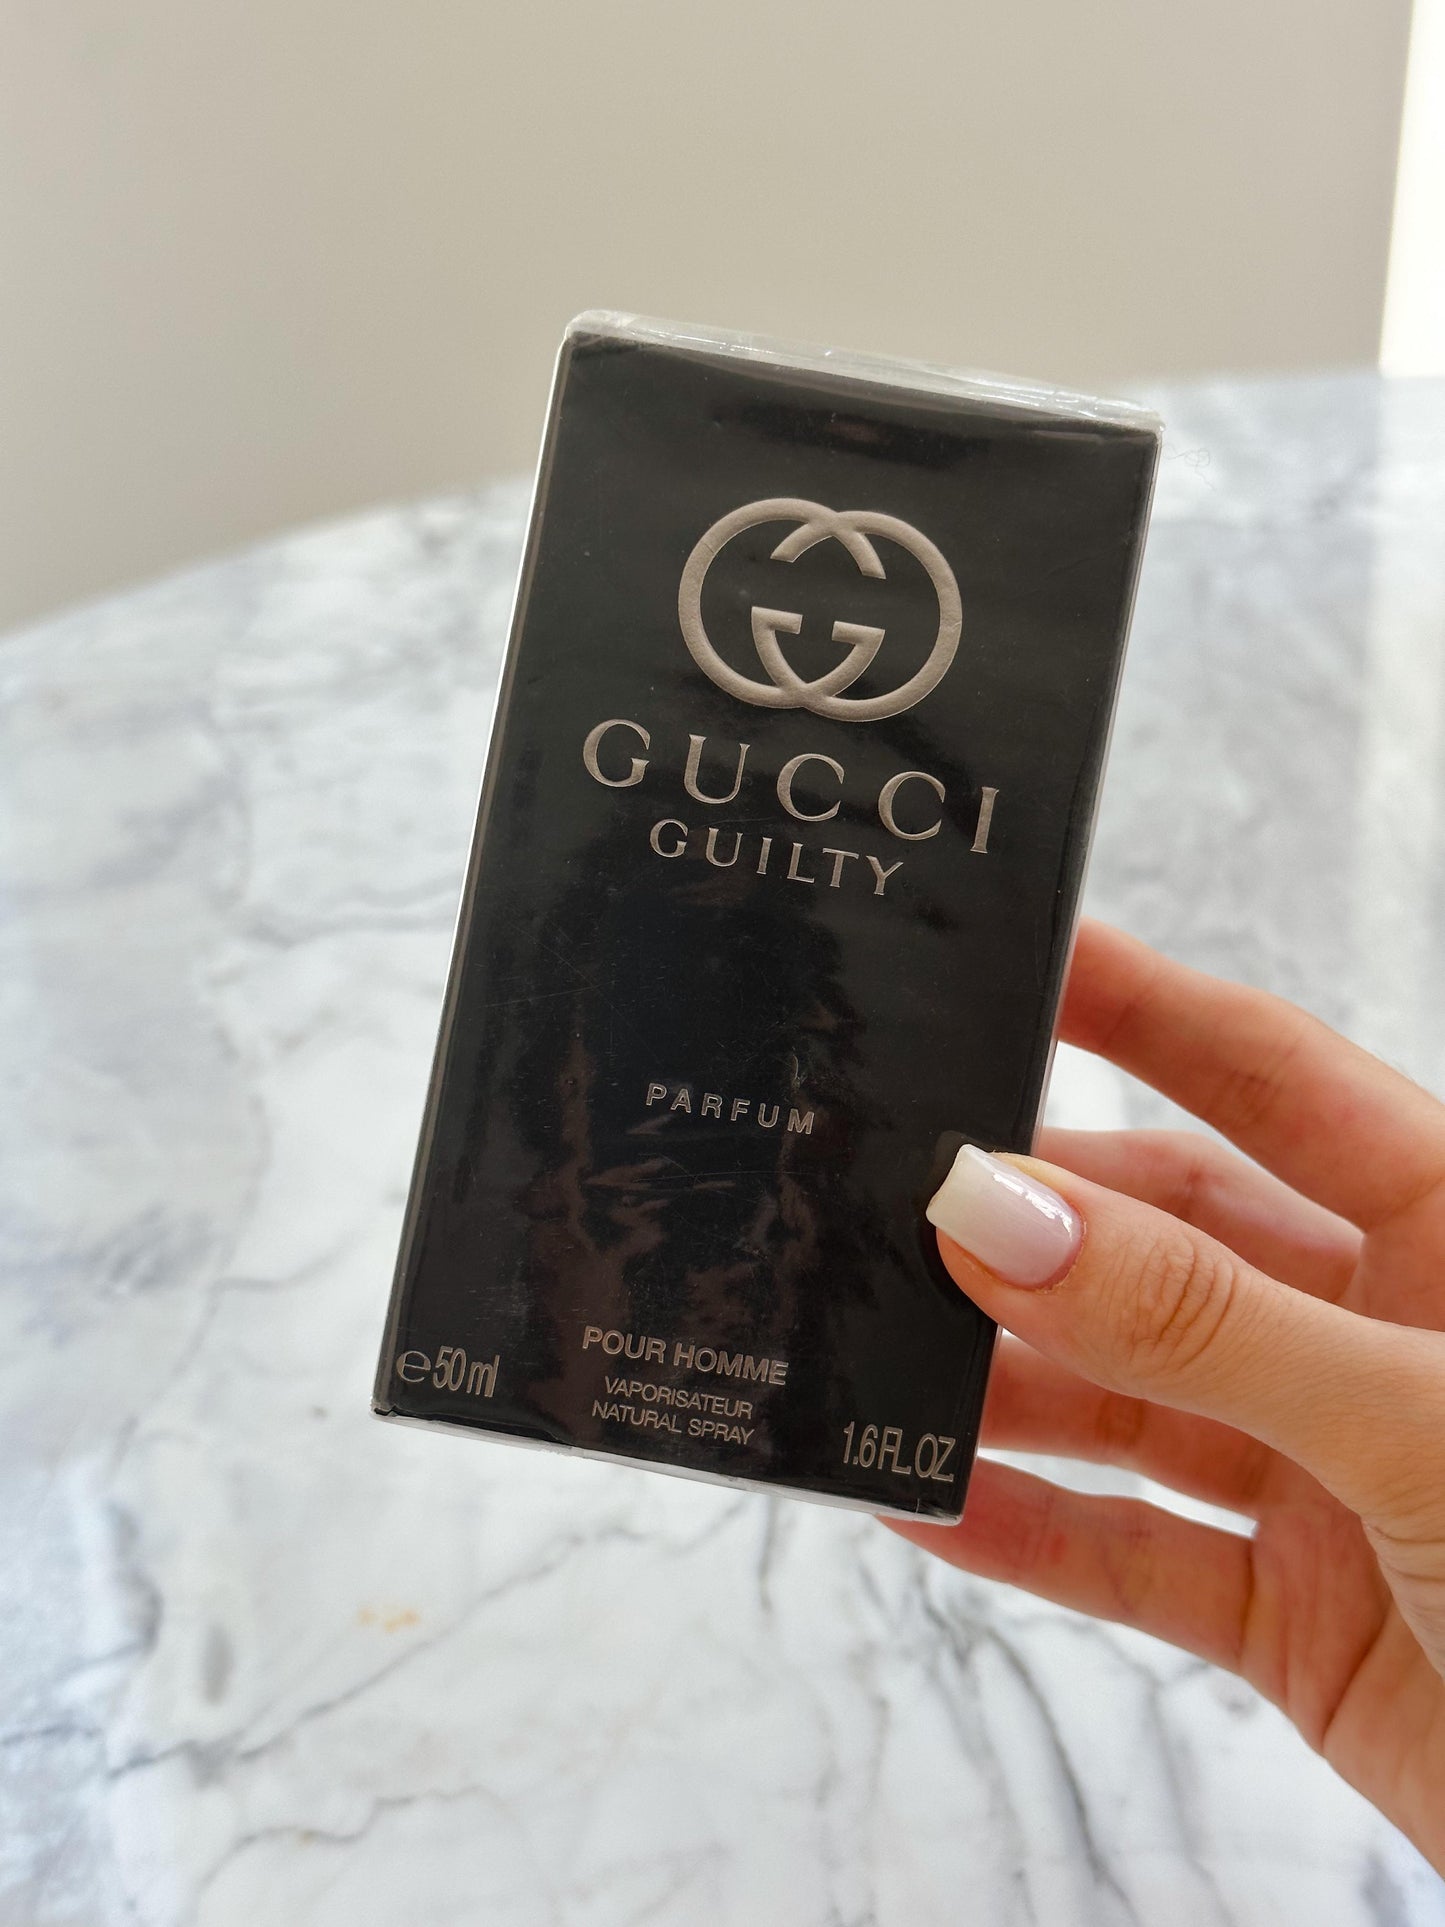 GUCCI
GUILTY
PARFUM
POUR HOMME
VAPORISATEUR
NATURAL SPRAY
℮50ml
1.6FL.OZ